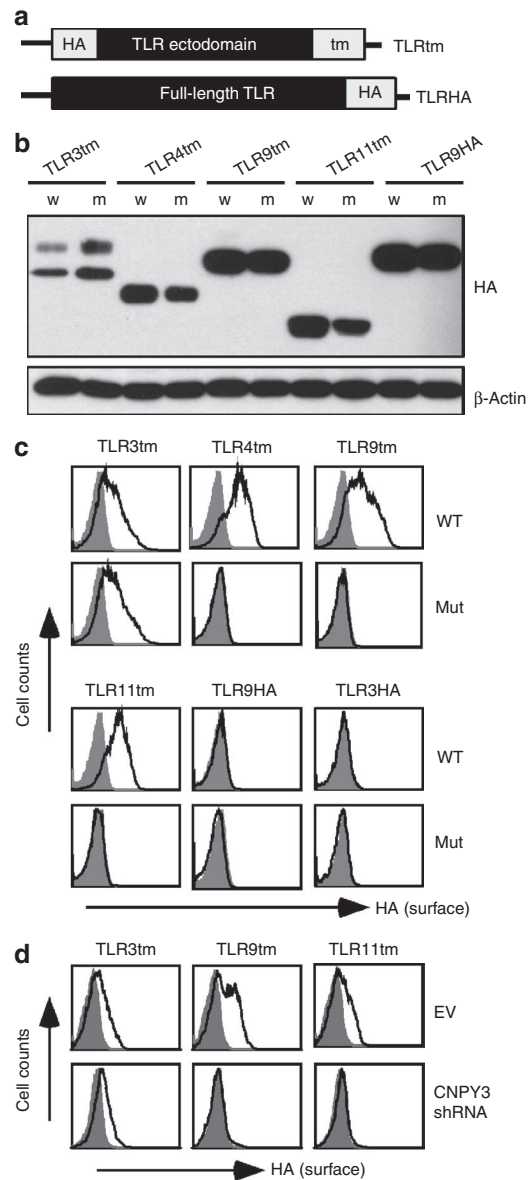 a
HA TLR ectodomain tm TLRtm
Full-length TLR HA TLRHA
b
TLR3tm TLR4tm TLR9tm TLR11tm TLR9HA
w m w m w m w m w m
HA
β-Actin
c
TLR3tm TLR4tm TLR9tm
WT
Mut
Cell counts
TLR11tm TLR9HA TLR3HA
WT
Mut
HA (surface)
d
TLR3tm TLR9tm TLR11tm
EV
Cell counts
CNPY3
shRNA
HA (surface)